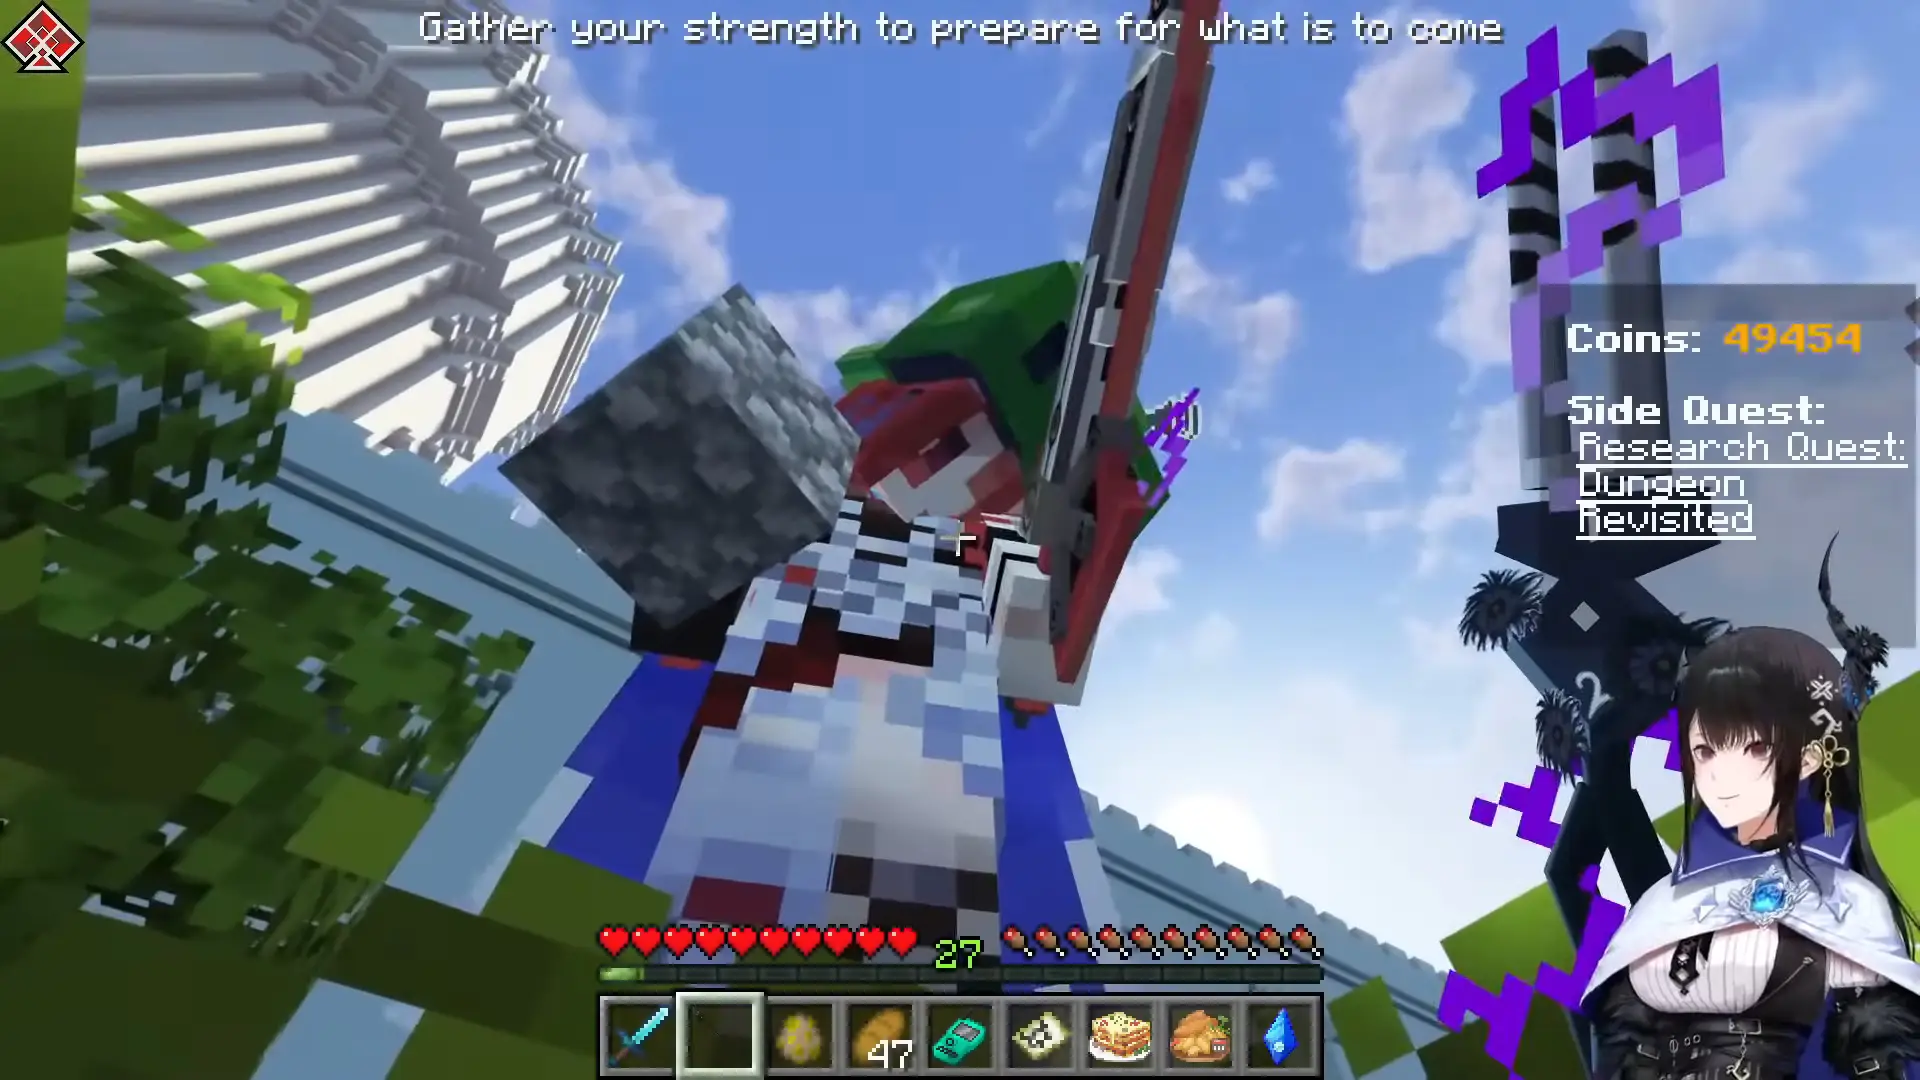 Gather your strength to prepare for what is to come
Coins: 49454
Side Quest:
Research Quest:
Dungeon
Revisited
2
27
47